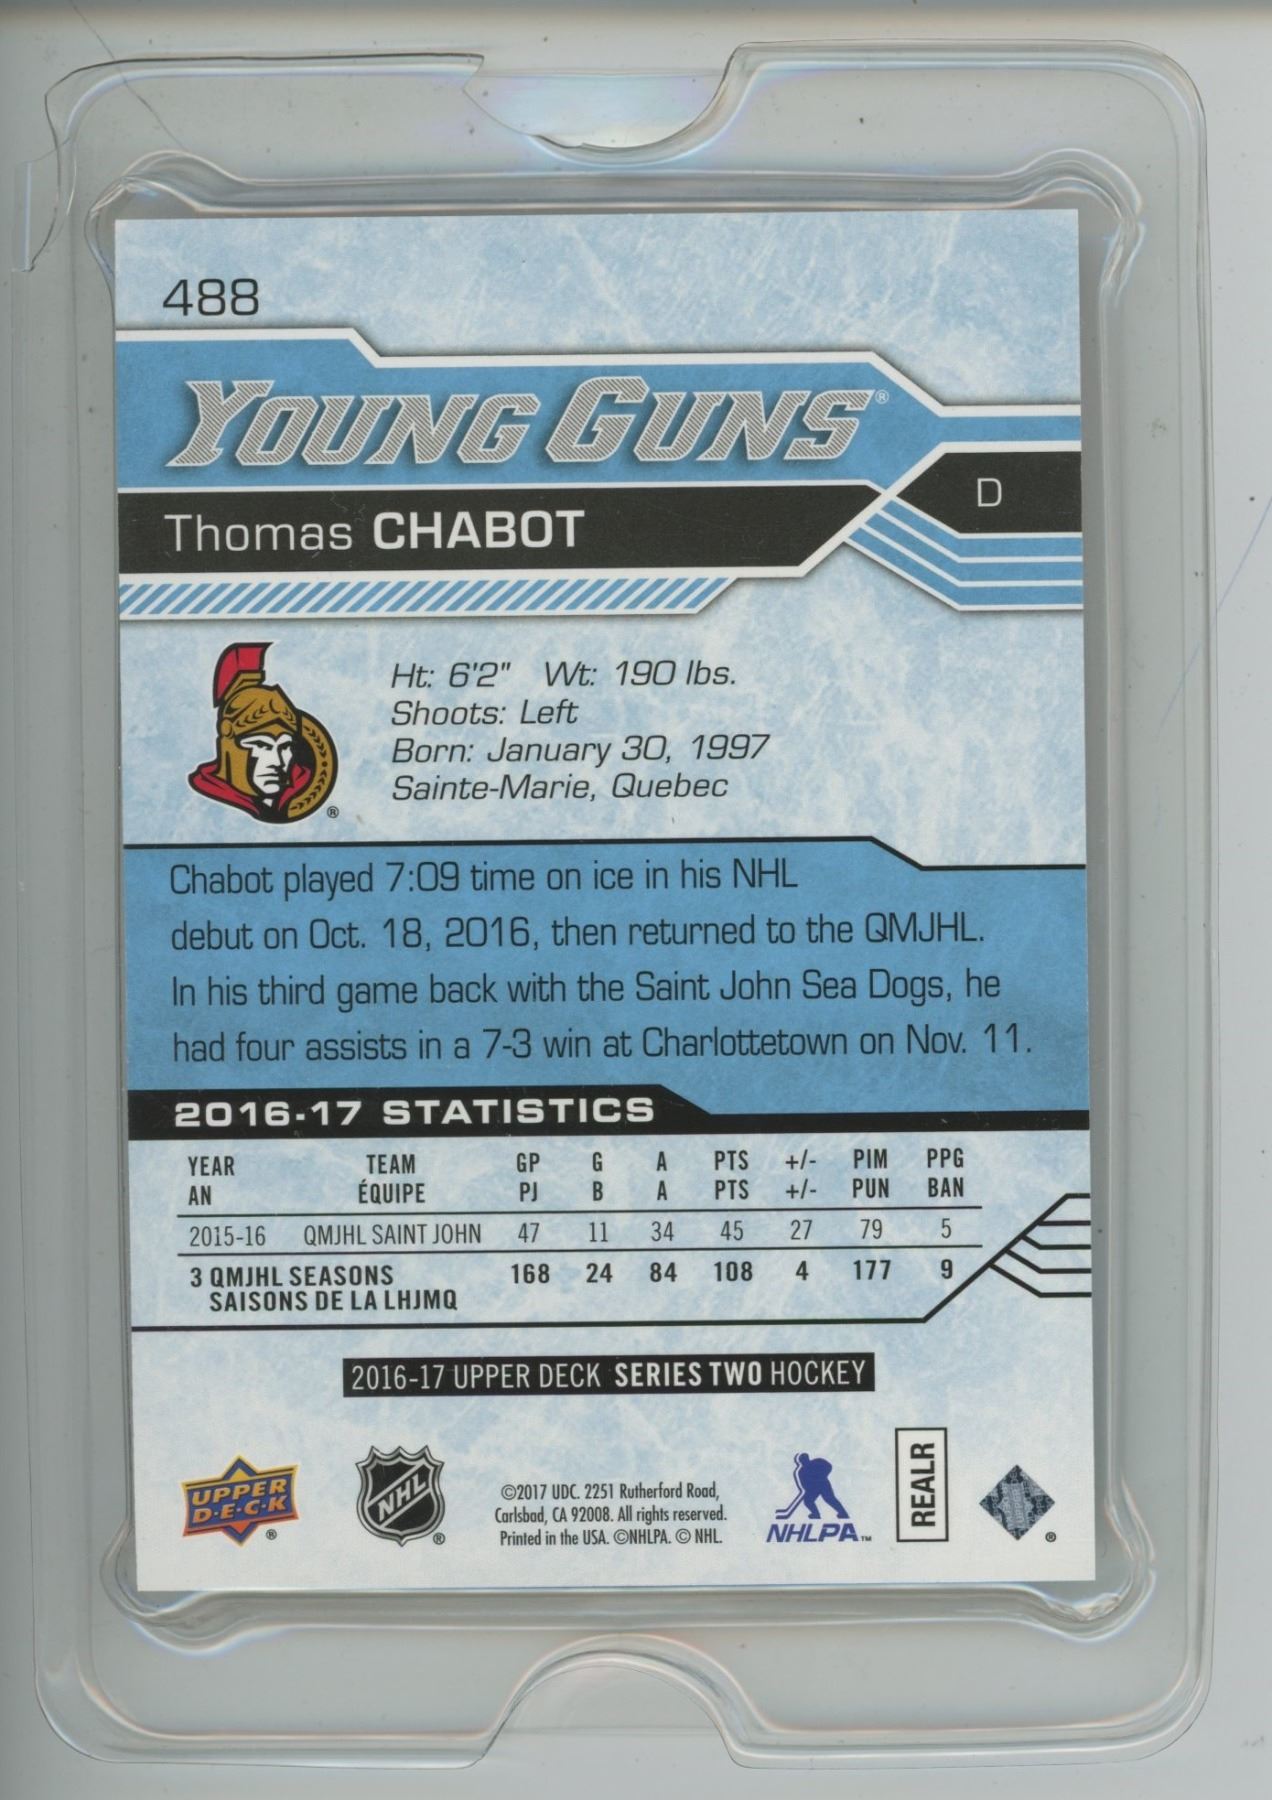 488
YOUNG GUNS®
D
Thomas CHABOT
Ht: 6'2" Wt: 190 lbs.
Shoots: Left
Born: January 30, 1997
Sainte-Marie, Quebec
®
Chabot played 7:09 time on ice in his NHL
debut on Oct. 18, 2016, then returned to the QMJHL.
In his third game back with the Saint John Sea Dogs, he
had four assists in a 7-3 win at Charlottetown on Nov. 11.
2016-17 STATISTICS
YEAR TEAM GP G A PTS +/- PIM PPG
AN ÉQUIPE PJ B A PTS +/- PUN BAN
2015-16 QMJHL SAINT JOHN 47 11 34 45 27 79 5
3 QMJHL SEASONS 168 24 84 108 4 177 9
SAISONS DE LA LHJMQ
2016-17 UPPER DECK SERIES TWO HOCKEY
UPPER
D·E·C·K
®
NHL
®
©2017 UDC. 2251 Rutherford Road,
Carlsbad, CA 92008. All rights reserved.
Printed in the USA. ©NHLPA. © NHL.
NHLPA™
REALR
®